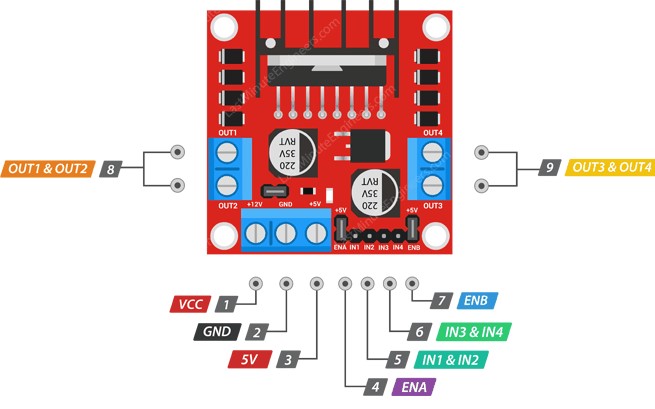 LastMinuteEngineers.com
OUT1
OUT4
220
35V
RVT
OUT1 & OUT2
8
9
OUT3 & OUT4
OUT2
+12V
GND
+5V
220
35V
RVT
OUT3
+5V
+5V
ENA
IN1
IN2
IN3
IN4
ENB
VCC
1
7
ENB
GND
2
6
IN3 & IN4
5V
3
5
IN1 & IN2
4
ENA